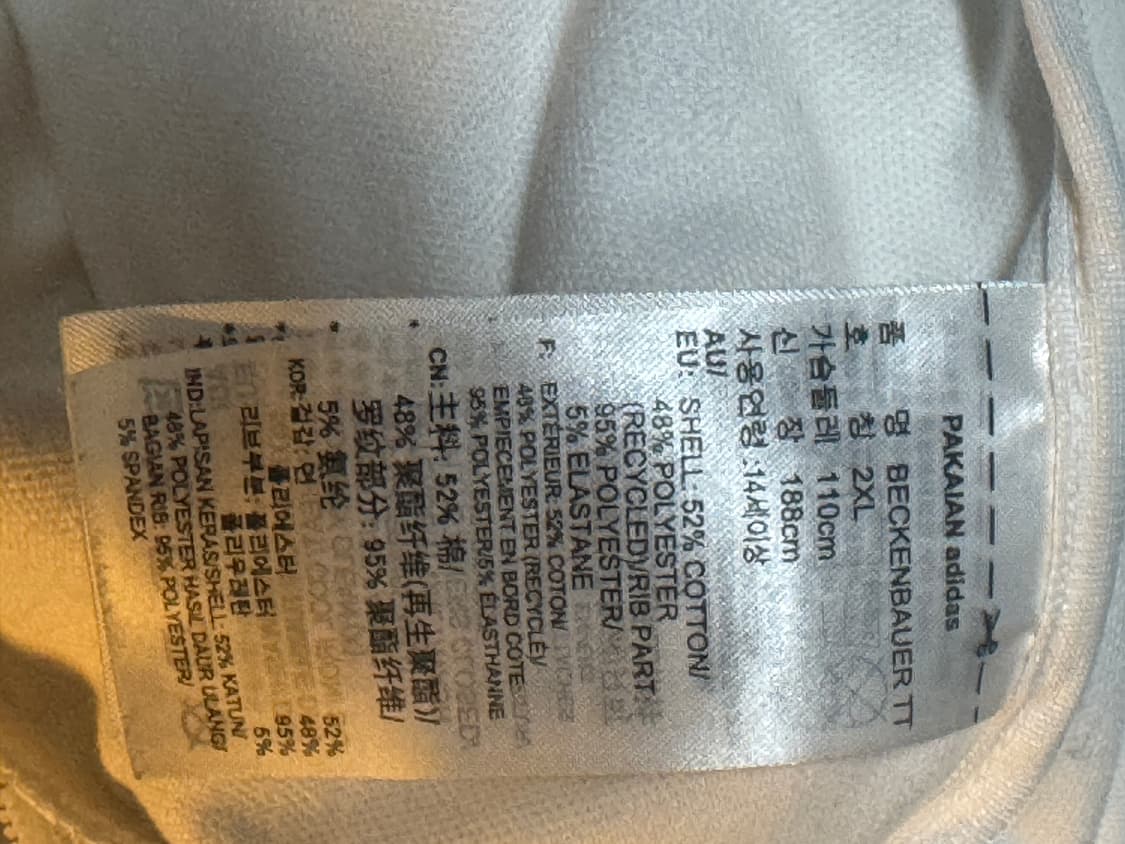 PAKAIAN adidas
품 명 BECKENBAUER TT
호 칭 2XL
가슴둘레 110cm
신 장 188cm
사용연령 :14세이상
AU/
EU: SHELL: 52% COTTON/
48% POLYESTER
(RECYCLED)/RIB PART:
95% POLYESTER/
5% ELASTANE
F: EXTERIEUR: 52% COTON/
48% POLYESTER (RECYCLE)/
EMPIECEMENT EN BORD COTE:
95% POLYESTER/5% ELASTHANNE
CN: 主料: 52% 棉/
48% 聚酯纤维(再生聚酯)/
罗纹部分: 95% 聚酯纤维/
5% 氨纶
KOR: 겉감: 면 52%
폴리에스터 48%
리브부분: 폴리에스터 95%
폴리우레탄 5%
IND: LAPISAN KERAS/SHELL: 52% KATUN/
48% POLYESTER HASIL DAUR ULANG/
BAGIAN RIB: 95% POLYESTER/
5% SPANDEX